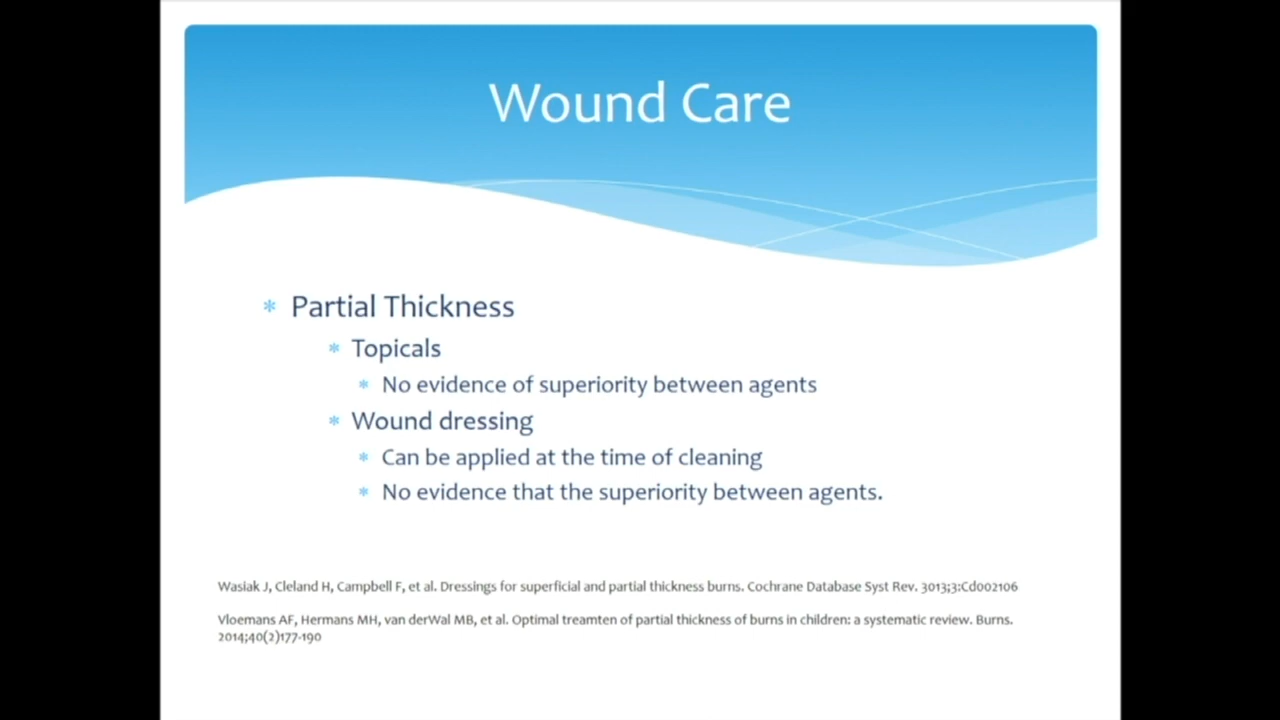 Wound Care
* Partial Thickness
* Topicals
* No evidence of superiority between agents
* Wound dressing
* Can be applied at the time of cleaning
* No evidence that the superiority between agents.
Wasiak J, Cleland H, Campbell F, et al. Dressings for superficial and partial thickness burns. Cochrane Database Syst Rev. 3013;3:Cd002106
Vloemans AF, Hermans MH, van derWal MB, et al. Optimal treamten of partial thickness of burns in children: a systematic review. Burns.
2014;40(2)177-190